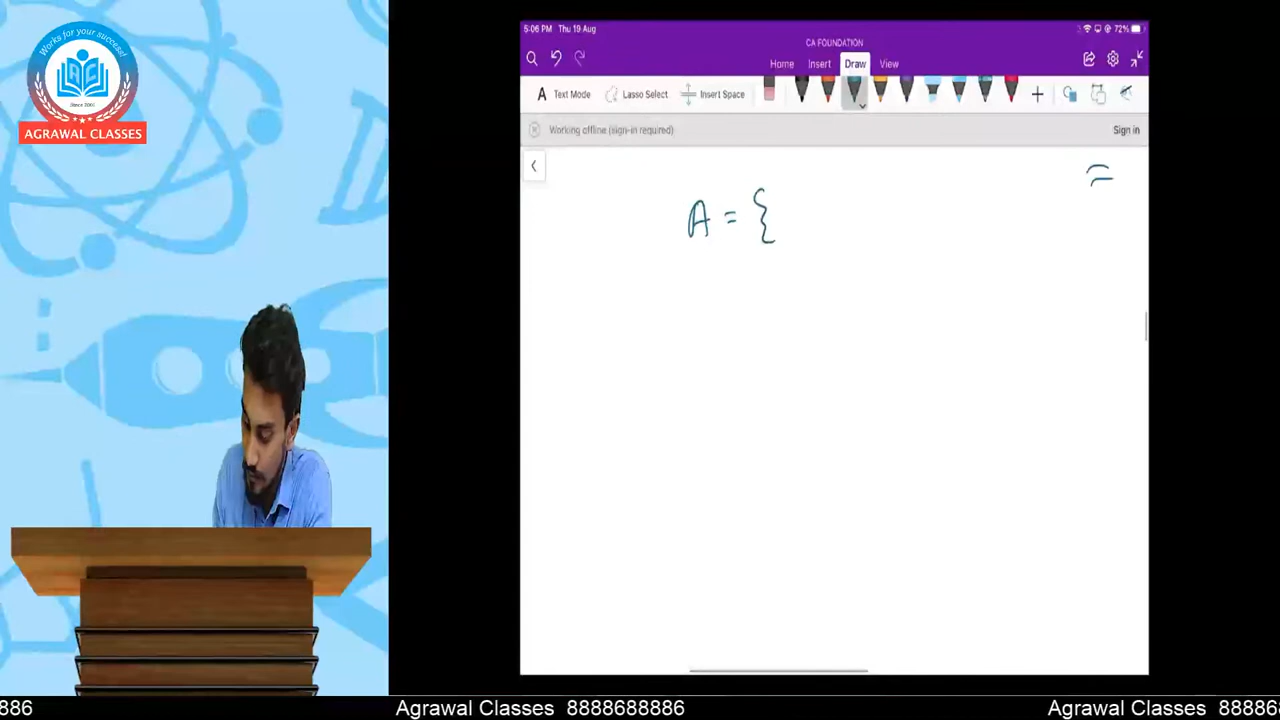 Works for your success!
AC
Since 2001
AGRAWAL CLASSES
5:06 PM Thu 19 Aug
72%
CA FOUNDATION
Home Insert Draw View
A Text Mode Lasso Select Insert Space
Working offline (sign-in required) Sign in
=
A = {
886 Agrawal Classes 8888688886 Agrawal Classes 88886